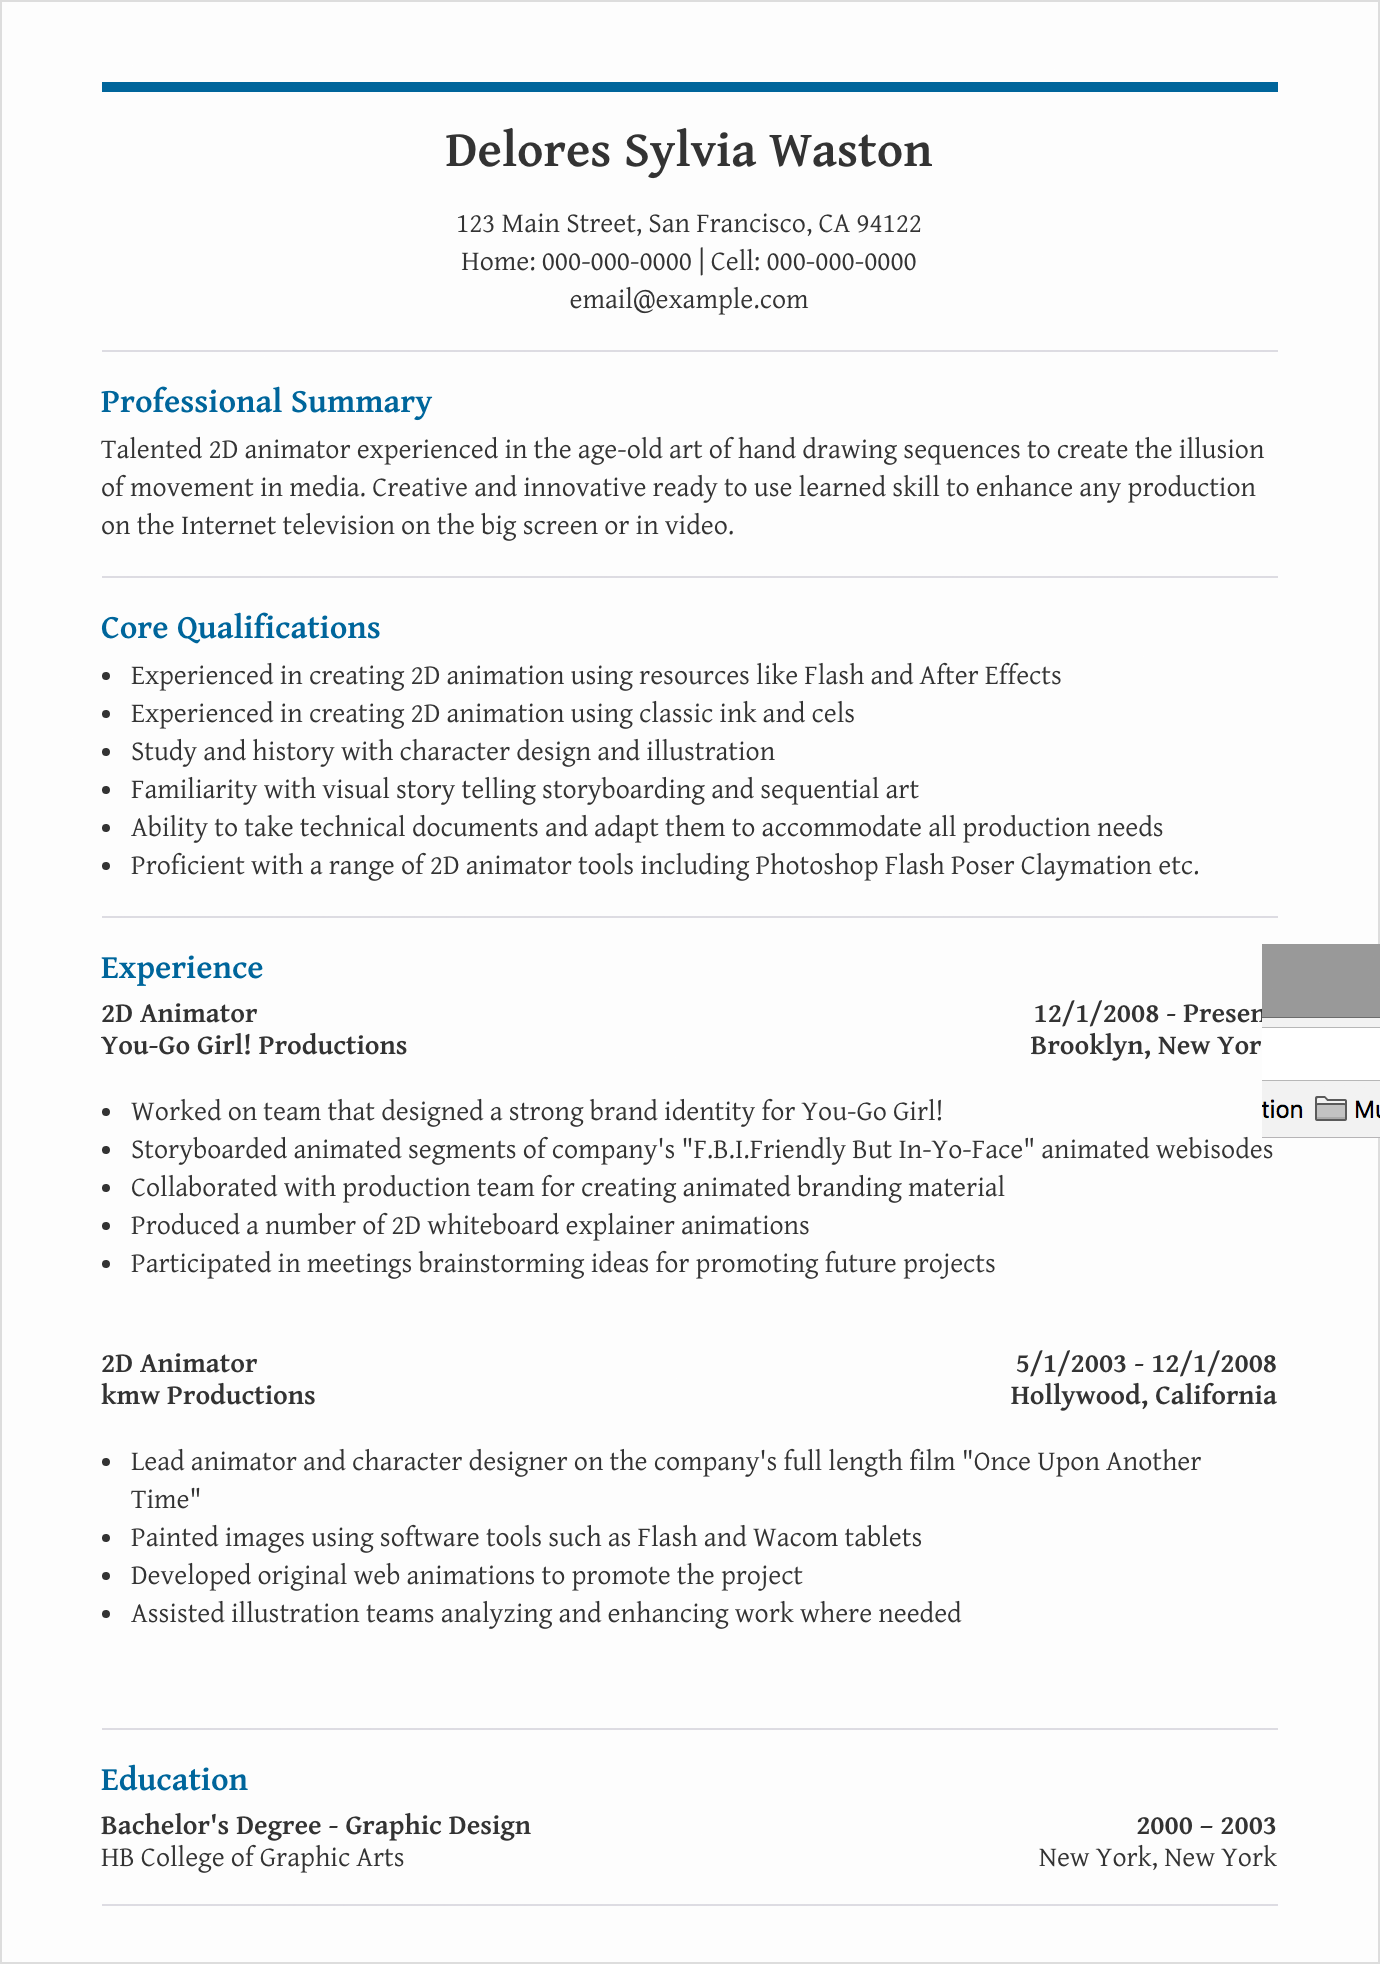 Delores Sylvia Waston
123 Main Street, San Francisco, CA 94122
Home: 000-000-0000 | Cell: 000-000-0000
email@example.com
Professional Summary
Talented 2D animator experienced in the age-old art of hand drawing sequences to create the illusion
of movement in media. Creative and innovative ready to use learned skill to enhance any production
on the Internet television on the big screen or in video.
Core Qualifications
• Experienced in creating 2D animation using resources like Flash and After Effects
• Experienced in creating 2D animation using classic ink and cels
• Study and history with character design and illustration
• Familiarity with visual story telling storyboarding and sequential art
• Ability to take technical documents and adapt them to accommodate all production needs
• Proficient with a range of 2D animator tools including Photoshop Flash Poser Claymation etc.
Experience
2D Animator 12/1/2008 - Presen
You-Go Girl! Productions Brooklyn, New Yor
tion Mu
• Worked on team that designed a strong brand identity for You-Go Girl!
• Storyboarded animated segments of company's "F.B.I.Friendly But In-Yo-Face" animated webisodes
• Collaborated with production team for creating animated branding material
• Produced a number of 2D whiteboard explainer animations
• Participated in meetings brainstorming ideas for promoting future projects
2D Animator 5/1/2003 - 12/1/2008
kmw Productions Hollywood, California
• Lead animator and character designer on the company's full length film "Once Upon Another
Time"
• Painted images using software tools such as Flash and Wacom tablets
• Developed original web animations to promote the project
• Assisted illustration teams analyzing and enhancing work where needed
Education
Bachelor's Degree - Graphic Design 2000 – 2003
HB College of Graphic Arts New York, New York